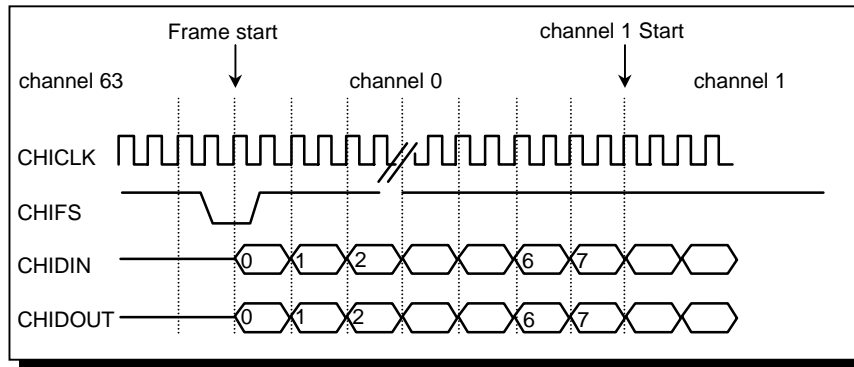 Frame start channel 1 Start
channel 63 channel 0 channel 1
CHICLK
CHIFS
CHIDIN 0 1 2 6 7
CHIDOUT 0 1 2 6 7